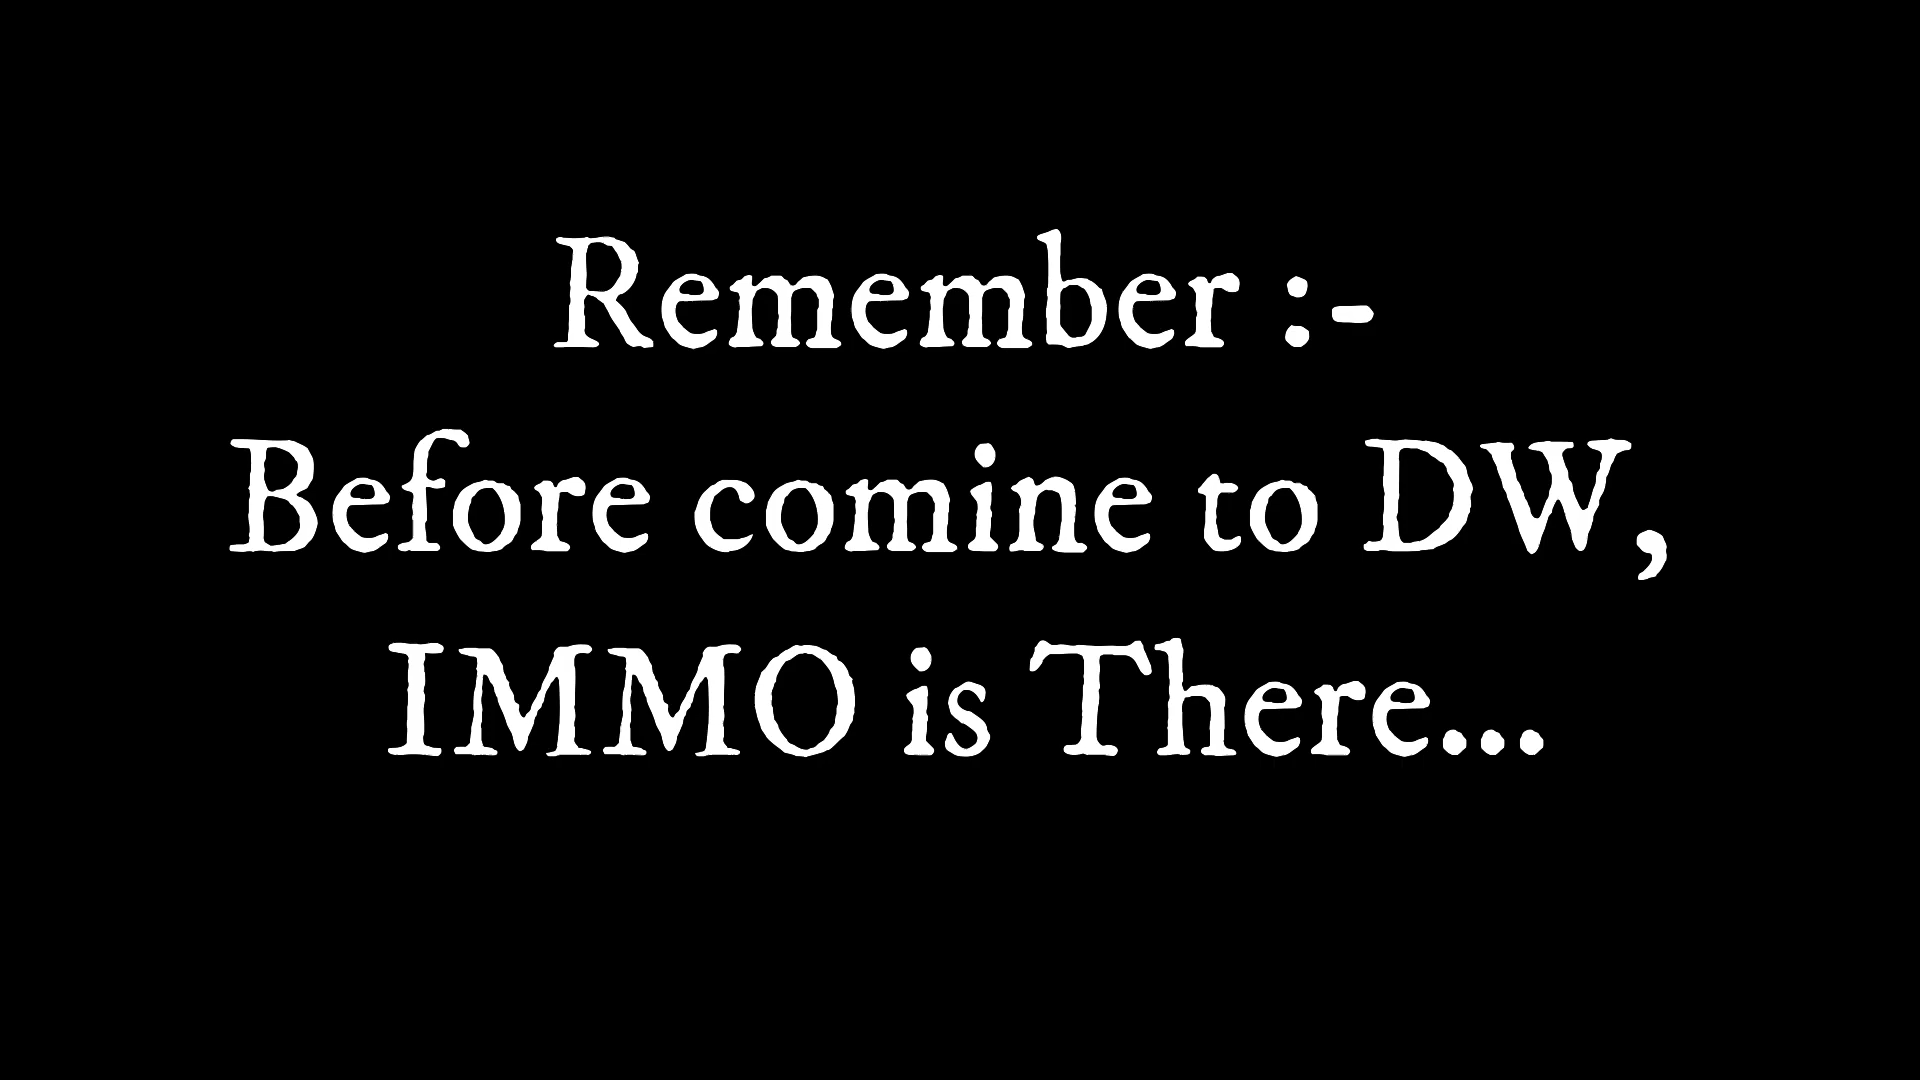 Remember :-
Before comine to DW,
IMMO is There...